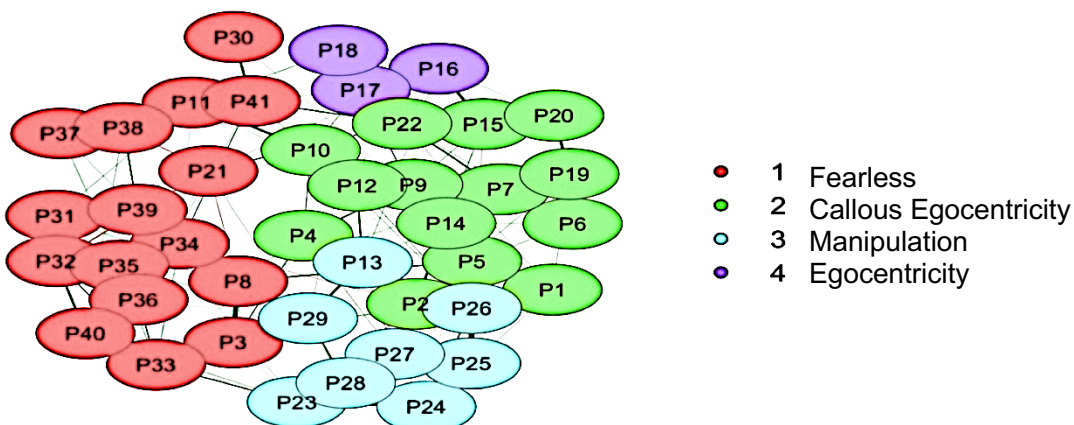 P30
P18
P16
P17
P11
P41
P37
P38
P22
P15
P20
P10
P21
P12
P9
P7
P19
P31
P39
P14
P6
P34
P4
P32
P35
P13
P5
P8
P36
P2
P26
P1
P29
P40
P3
P33
P27
P25
P28
P23
P24
1 Fearless
2 Callous Egocentricity
3 Manipulation
4 Egocentricity